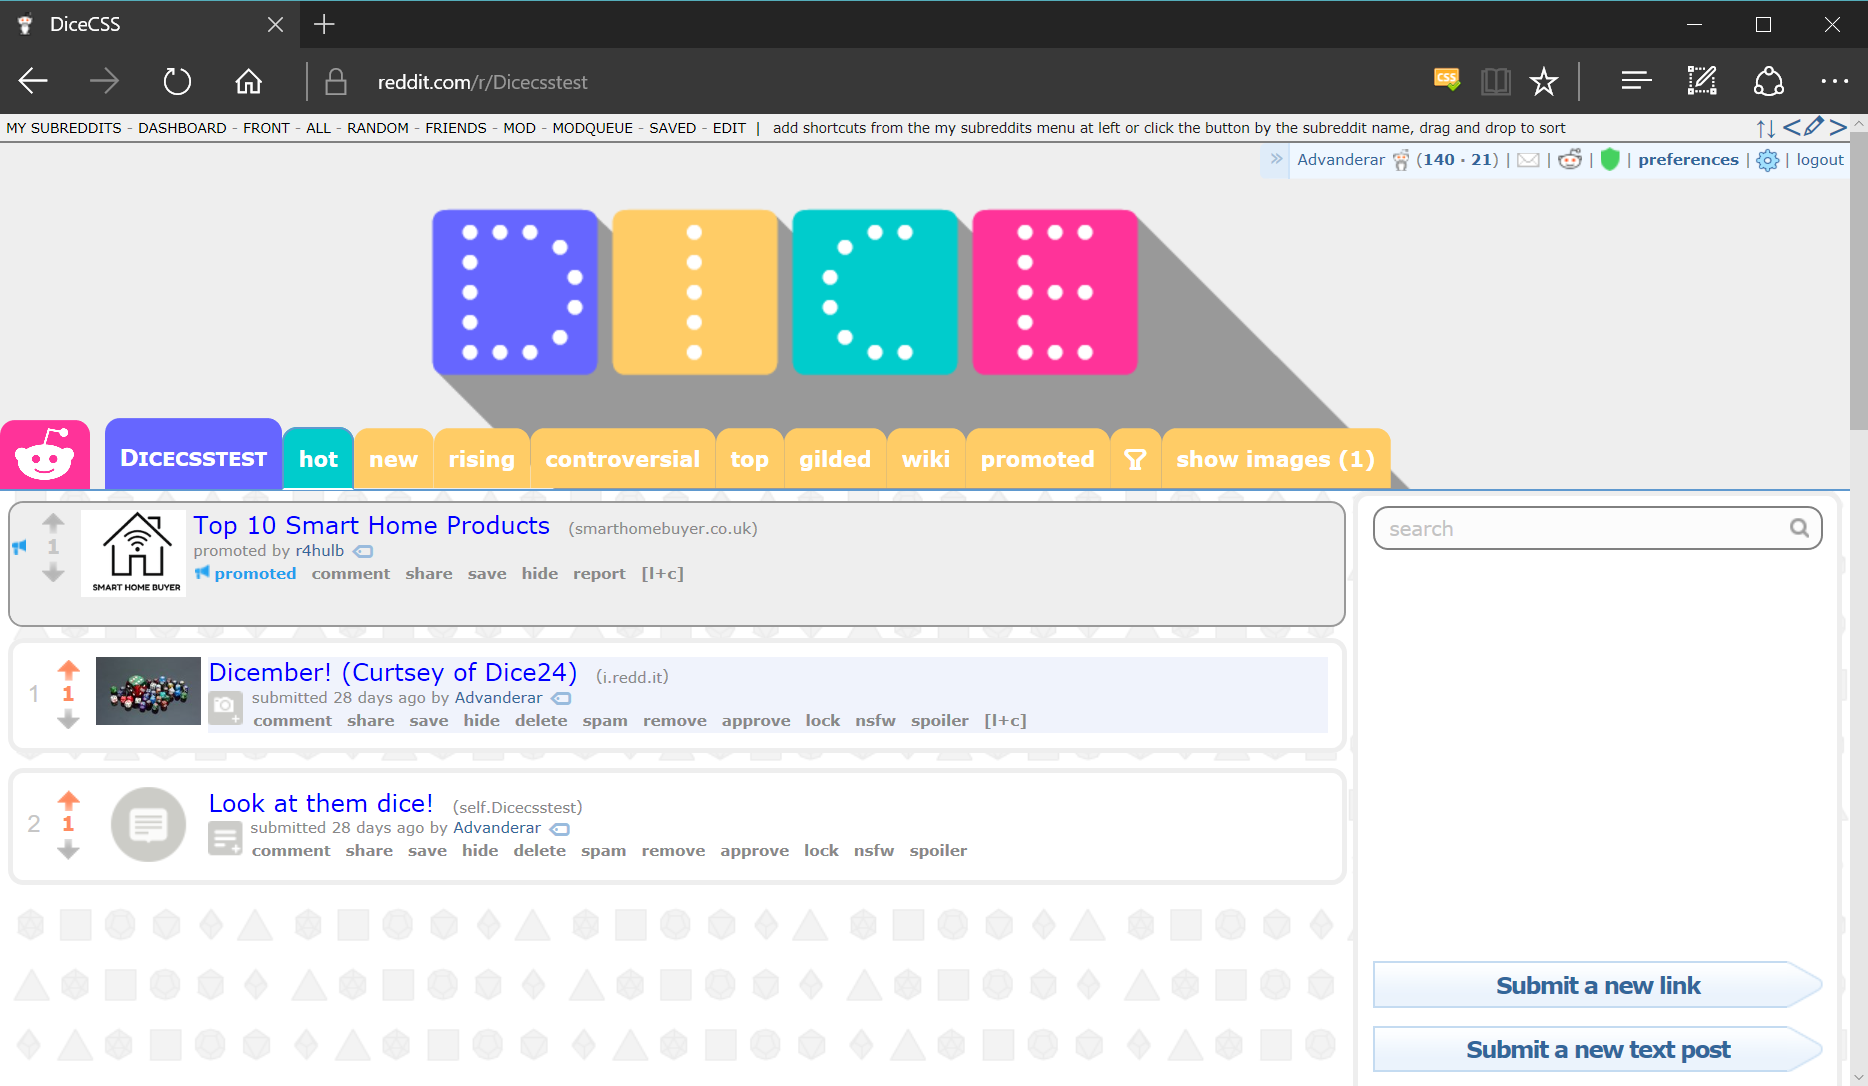 DiceCSS
reddit.com/r/Dicecsstest
CSS
MY SUBREDDITS - DASHBOARD - FRONT - ALL - RANDOM - FRIENDS - MOD - MODQUEUE - SAVED - EDIT | add shortcuts from the my subreddits menu at left or click the button by the subreddit name, drag and drop to sort
Advanderar (140 · 21) | | | | preferences | | logout
DICE
DICECSSTEST hot new rising controversial top gilded wiki promoted show images (1)
1
SMART HOME BUYER
Top 10 Smart Home Products (smarthomebuyer.co.uk)
promoted by r4hulb
promoted comment share save hide report [l+c]
search
1
1
Dicember! (Curtsey of Dice24) (i.redd.it)
submitted 28 days ago by Advanderar
comment share save hide delete spam remove approve lock nsfw spoiler [l+c]
2
1
Look at them dice! (self.Dicecsstest)
submitted 28 days ago by Advanderar
comment share save hide delete spam remove approve lock nsfw spoiler
Submit a new link
Submit a new text post